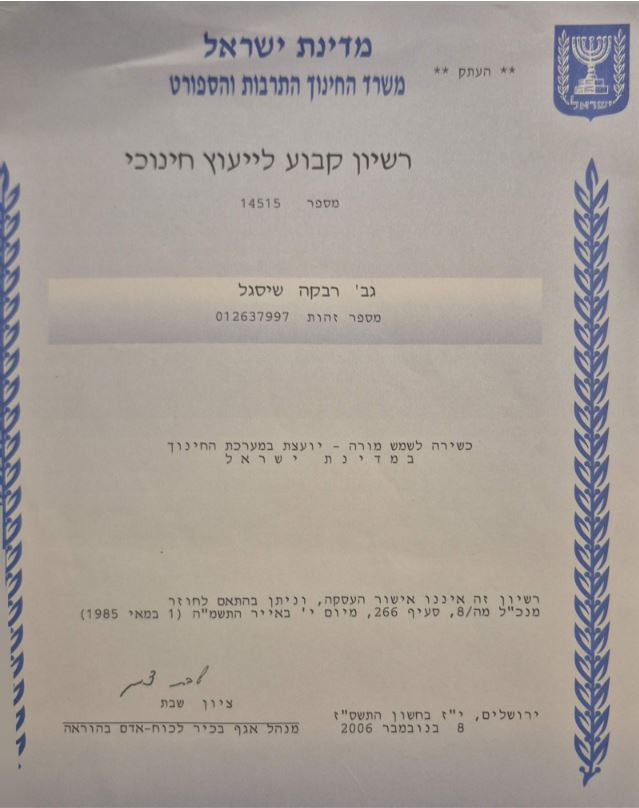 מדינת ישראל
משרד החינוך התרבות והספורט
** העתק **
ישראל
רשיון קבוע לייעוץ חינוכי
מספר 14515
גב' רבקה שיסגל
מספר זהות 012637997
כשירה לשמש מורה - יועצת במערכת החינוך
במדינת ישראל
רשיון זה איננו אישור העסקה, וניתן בהתאם לחוזר
מנכ"ל מה/8, סעיף 266, מיום י' באייר התשמ"ה (1 במאי 1985)
ציון שבת
מנהל אגף בכיר לכוח-אדם בהוראה
ירושלים, י"ז בחשון התשס"ז
8 בנובמבר 2006